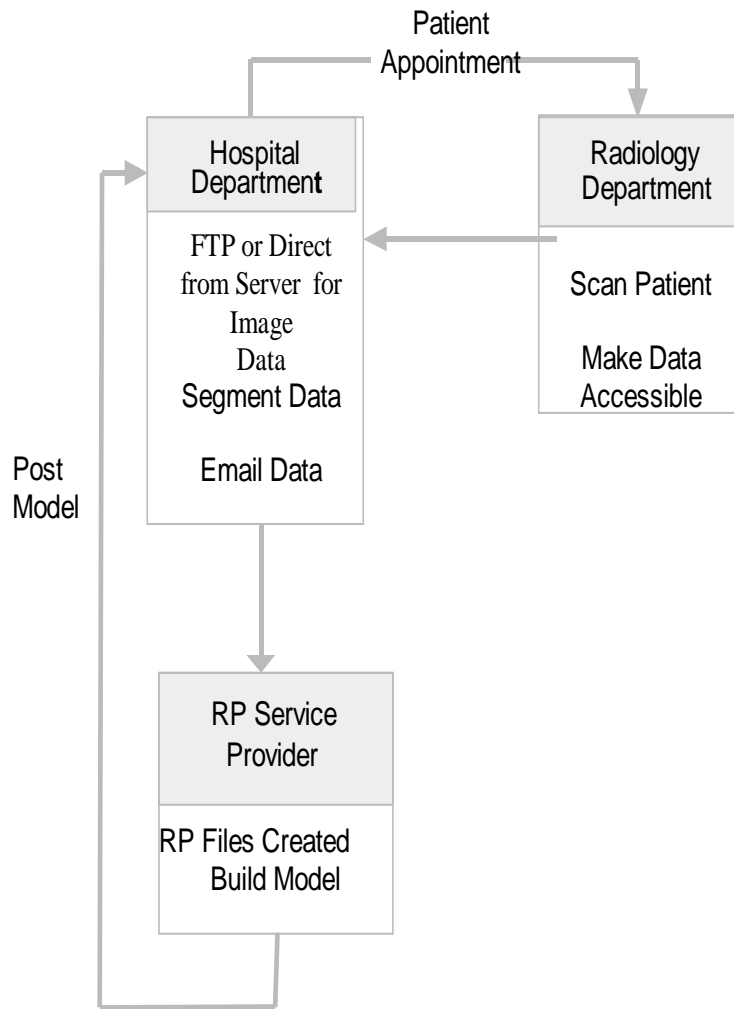 Patient
Appointment
Hospital
Department
FTP or Direct
from Server for
Image
Data
Segment Data
Email Data
Radiology
Department
Scan Patient
Make Data
Accessible
Post
Model
RP Service
Provider
RP Files Created
Build Model